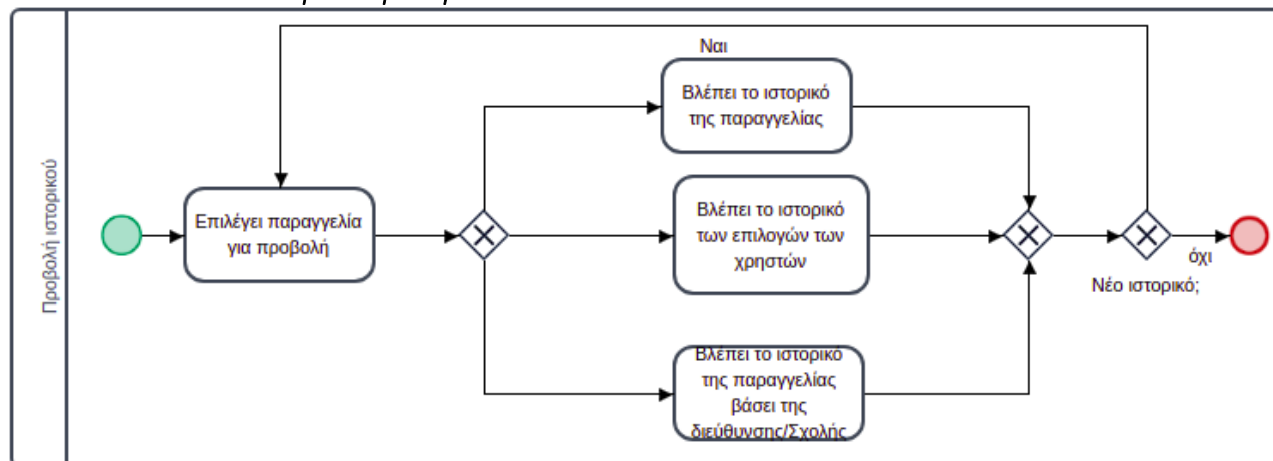 Προβολή ιστορικού
Ναι
Βλέπει το ιστορικό
της παραγγελίας
Επιλέγει παραγγελία
για προβολή
Βλέπει το ιστορικό
των επιλογών των
χρηστών
όχι
Νέο ιστορικό;
Βλέπει το ιστορικό
της παραγγελίας
βάσει της
διεύθυνσης/Σχολής